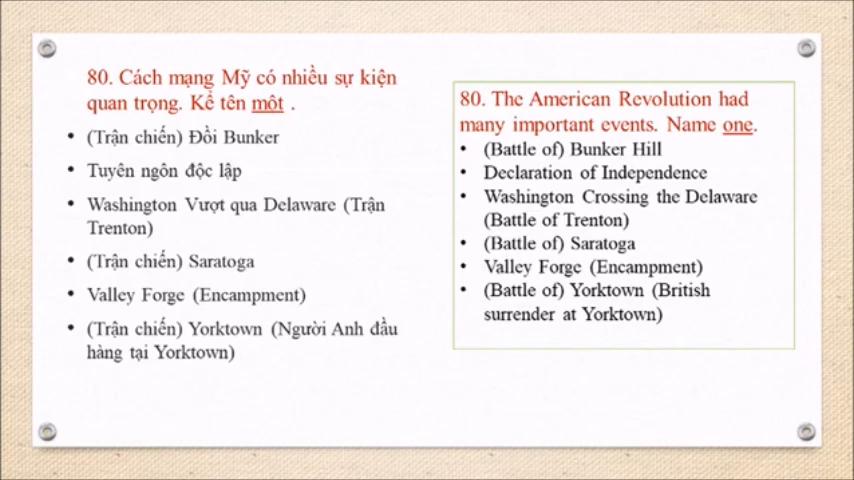 80. Cách mạng Mỹ có nhiều sự kiện
quan trọng. Kể tên một .
• (Trận chiến) Đồi Bunker
• Tuyên ngôn độc lập
• Washington Vượt qua Delaware (Trận
Trenton)
• (Trận chiến) Saratoga
• Valley Forge (Encampment)
• (Trận chiến) Yorktown (Người Anh đầu
hàng tại Yorktown)
80. The American Revolution had
many important events. Name one.
• (Battle of) Bunker Hill
• Declaration of Independence
• Washington Crossing the Delaware
(Battle of Trenton)
• (Battle of) Saratoga
• Valley Forge (Encampment)
• (Battle of) Yorktown (British
surrender at Yorktown)